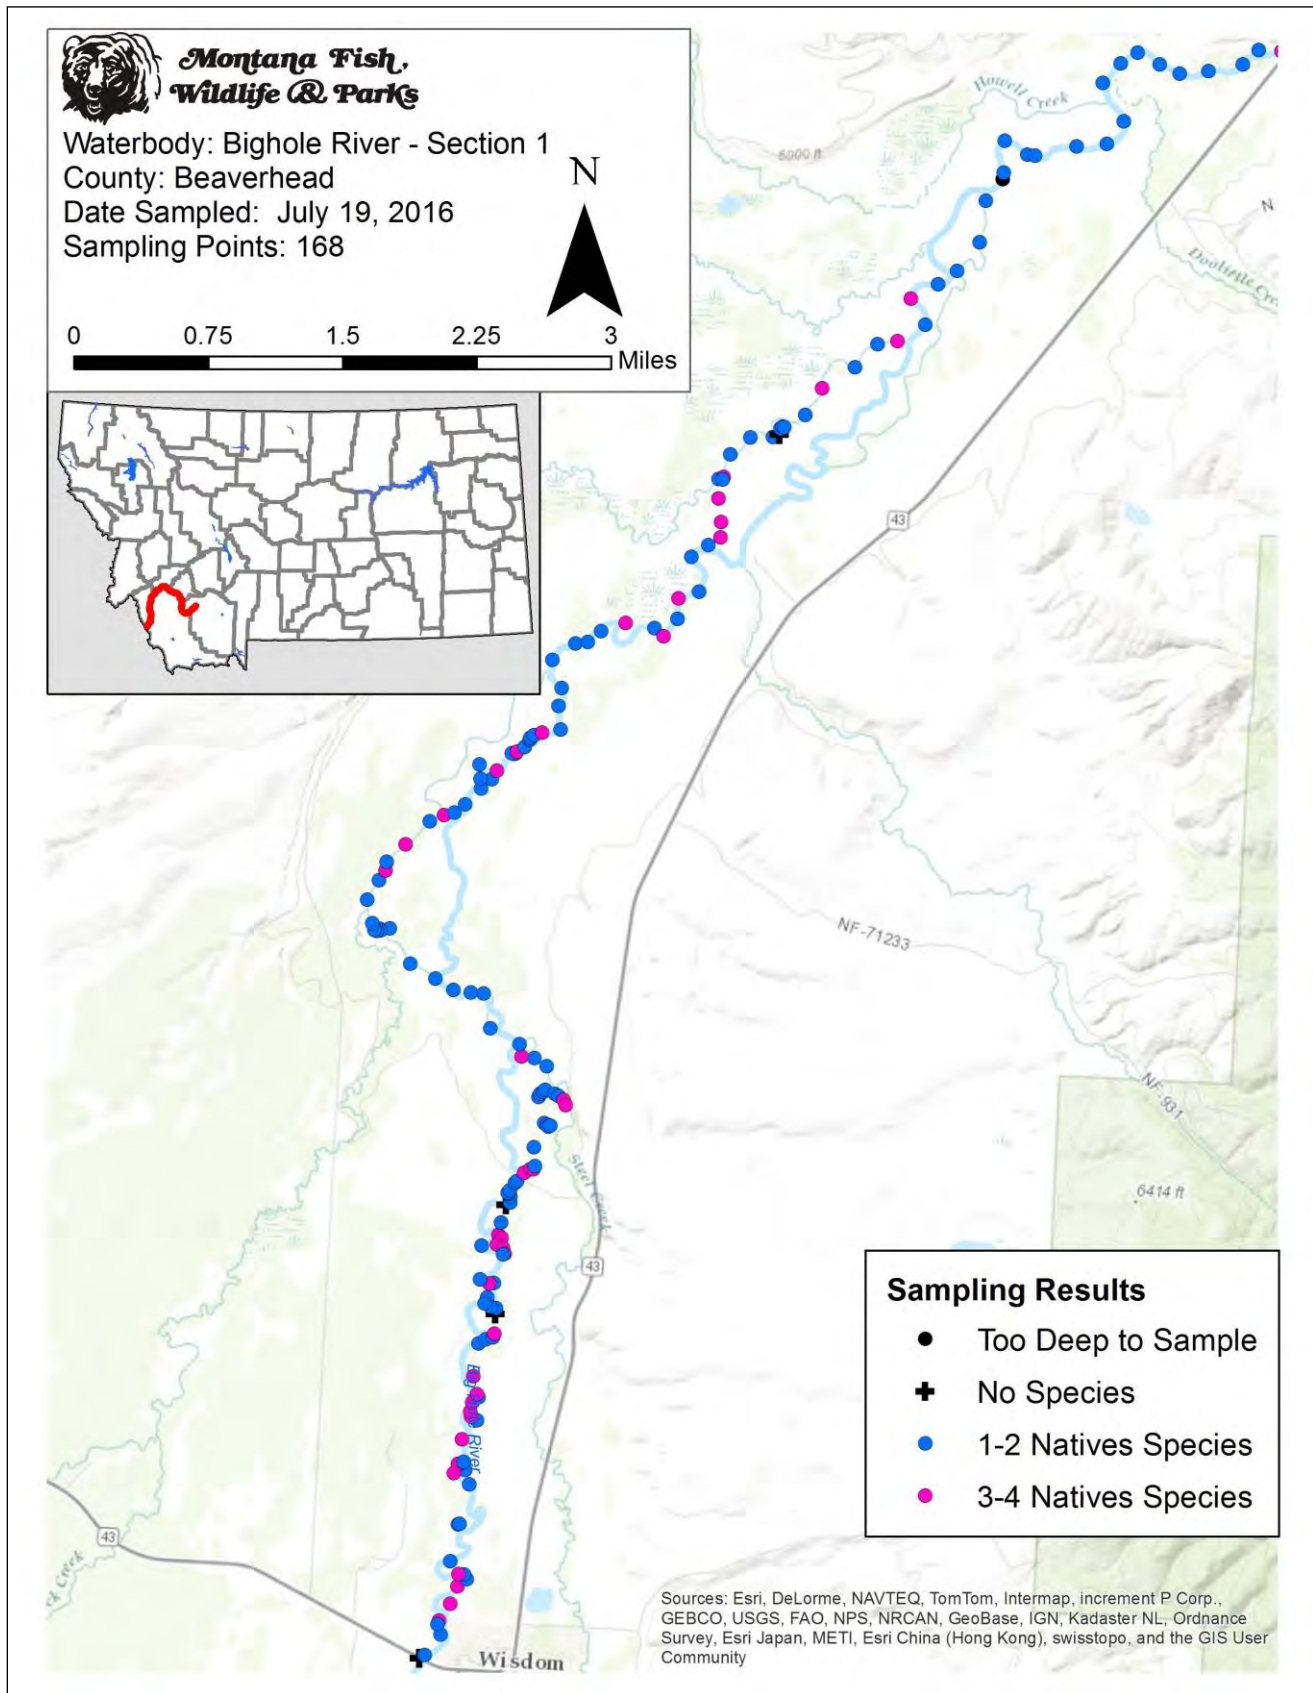 Montana Fish,
Wildlife & Parks
Waterbody: Bighole River - Section 1
County: Beaverhead
Date Sampled: July 19, 2016
Sampling Points: 168
N
0 0.75 1.5 2.25 3
Miles
Howell Creek
6000 ft
N
Doolittle Cre
43
NF-71233
NF-931
Steel Creek
6414 ft
43
Big Hole River
43
Creek
Wisdom
Sampling Results
Too Deep to Sample
No Species
1-2 Natives Species
3-4 Natives Species
Sources: Esri, DeLorme, NAVTEQ, TomTom, Intermap, increment P Corp.,
GEBCO, USGS, FAO, NPS, NRCAN, GeoBase, IGN, Kadaster NL, Ordnance
Survey, Esri Japan, METI, Esri China (Hong Kong), swisstopo, and the GIS User
Community